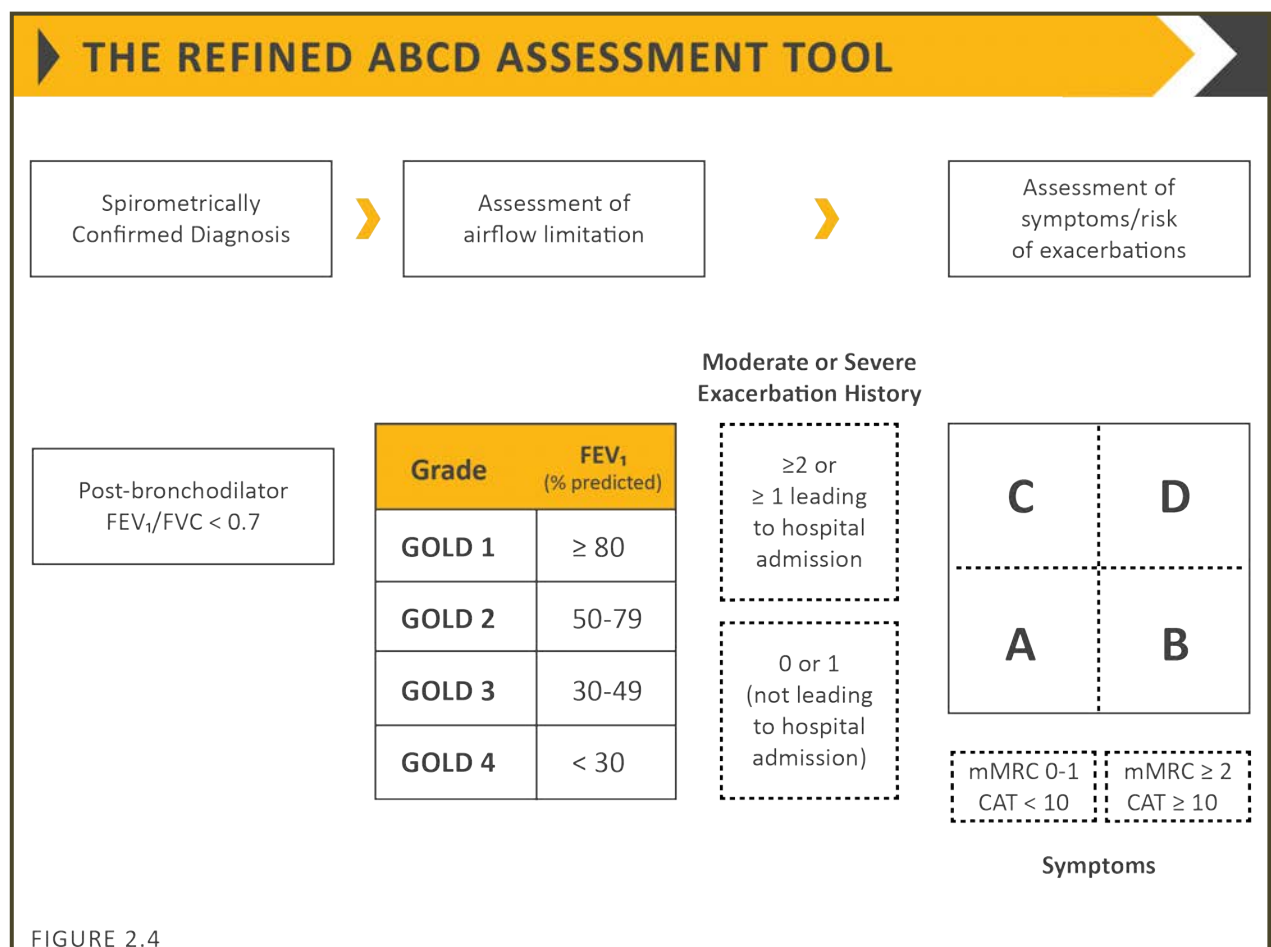 THE REFINED ABCD ASSESSMENT TOOL
Spirometrically
Confirmed Diagnosis
Assessment of
airflow limitation
Assessment of
symptoms/risk
of exacerbations
Post-bronchodilator
FEV₁/FVC < 0.7
Grade
FEV₁
(% predicted)
GOLD 1
≥ 80
GOLD 2
50-79
GOLD 3
30-49
GOLD 4
< 30
Moderate or Severe
Exacerbation History
≥2 or
≥ 1 leading
to hospital
admission
0 or 1
(not leading
to hospital
admission)
C
D
A
B
mMRC 0-1
CAT < 10
mMRC ≥ 2
CAT ≥ 10
Symptoms
FIGURE 2.4